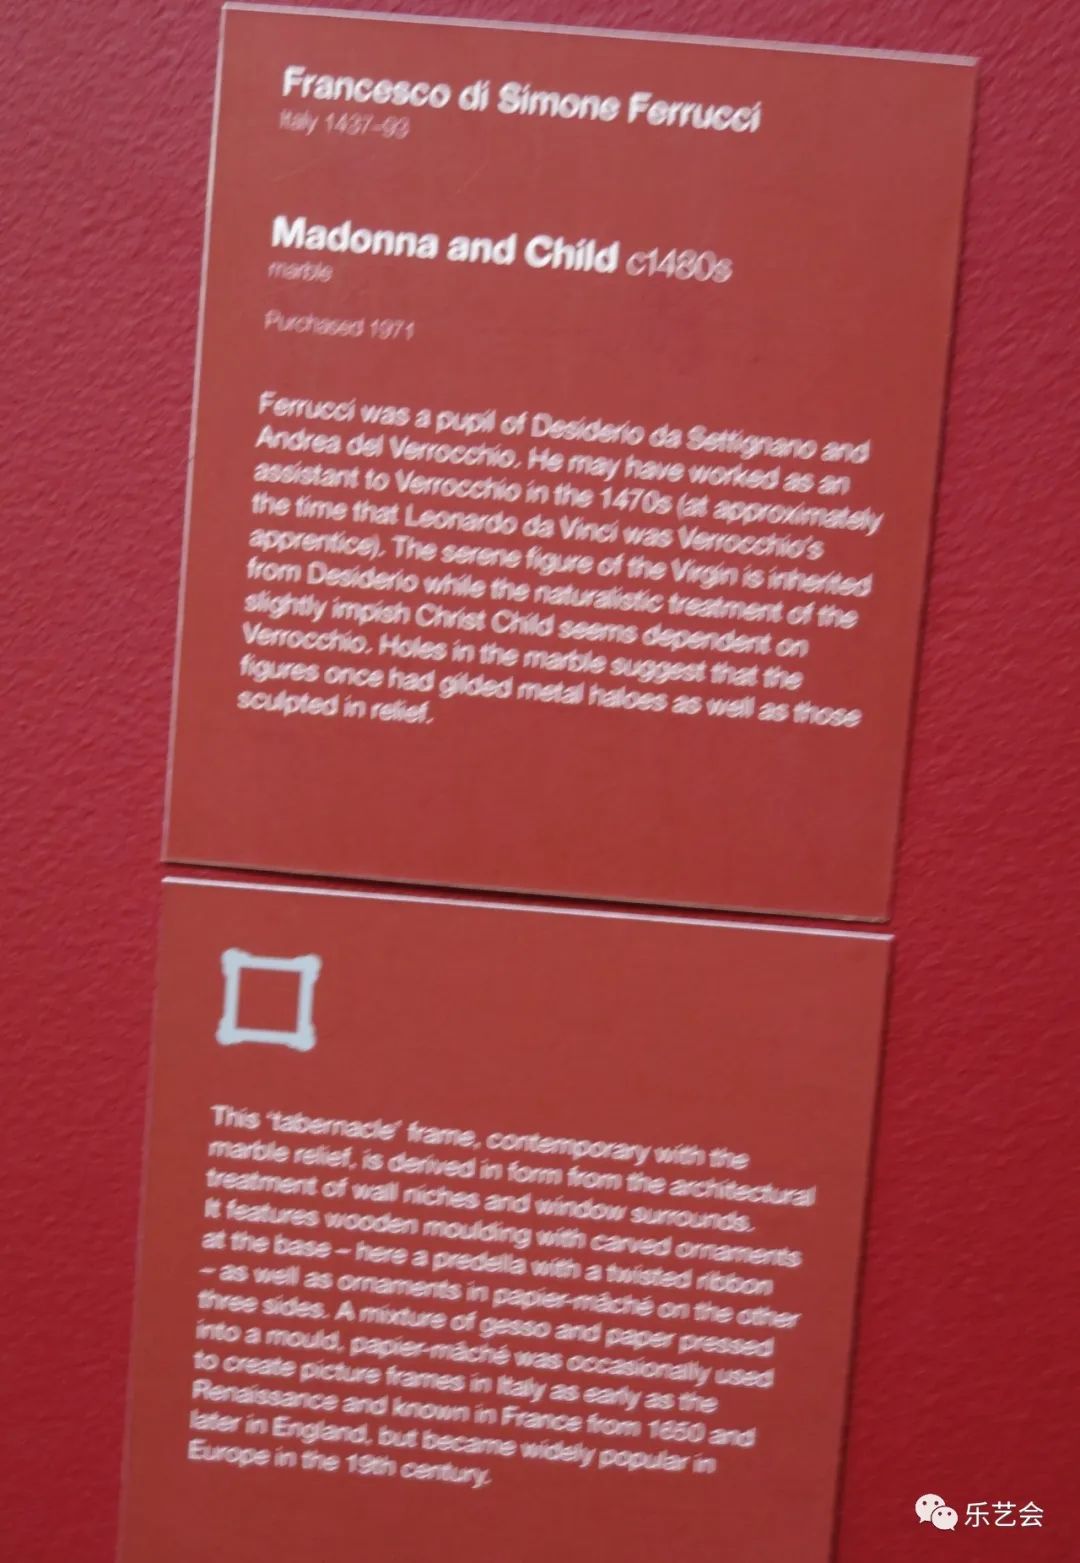 Francesco di Simone Ferrucci
Italy 1437–93
Madonna and Child c1480s
marble
Purchased 1971
Ferrucci was a pupil of Desiderio da Settignano and
Andrea del Verrocchio. He may have worked as an
assistant to Verrocchio in the 1470s (at approximately
the time that Leonardo da Vinci was Verrocchio's
apprentice). The serene figure of the Virgin is inherited
from Desiderio while the naturalistic treatment of the
slightly impish Christ Child seems dependent on
Verrocchio. Holes in the marble suggest that the
figures once had gilded metal haloes as well as those
sculpted in relief.
This ‘tabernacle’ frame, contemporary with the
marble relief, is derived in form from the architectural
treatment of wall niches and window surrounds.
It features wooden moulding with carved ornaments
at the base – here a predella with a twisted ribbon
– as well as ornaments in papier-mâché on the other
three sides. A mixture of gesso and paper pressed
into a mould, papier-mâché was occasionally used
to create picture frames in Italy as early as the
Renaissance and known in France from 1650 and
later in England, but became widely popular in
Europe in the 19th century.
乐艺会